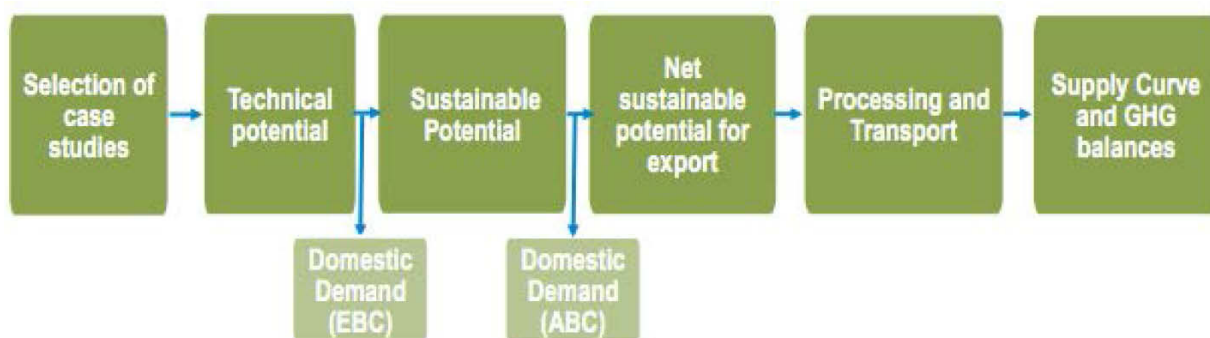 Selection of
case
studies
Technical
potential
Sustainable
Potential
Net
sustainable
potential for
export
Processing and
Transport
Supply Curve
and GHG
balances
Domestic
Demand
(EBC)
Domestic
Demand
(ABC)